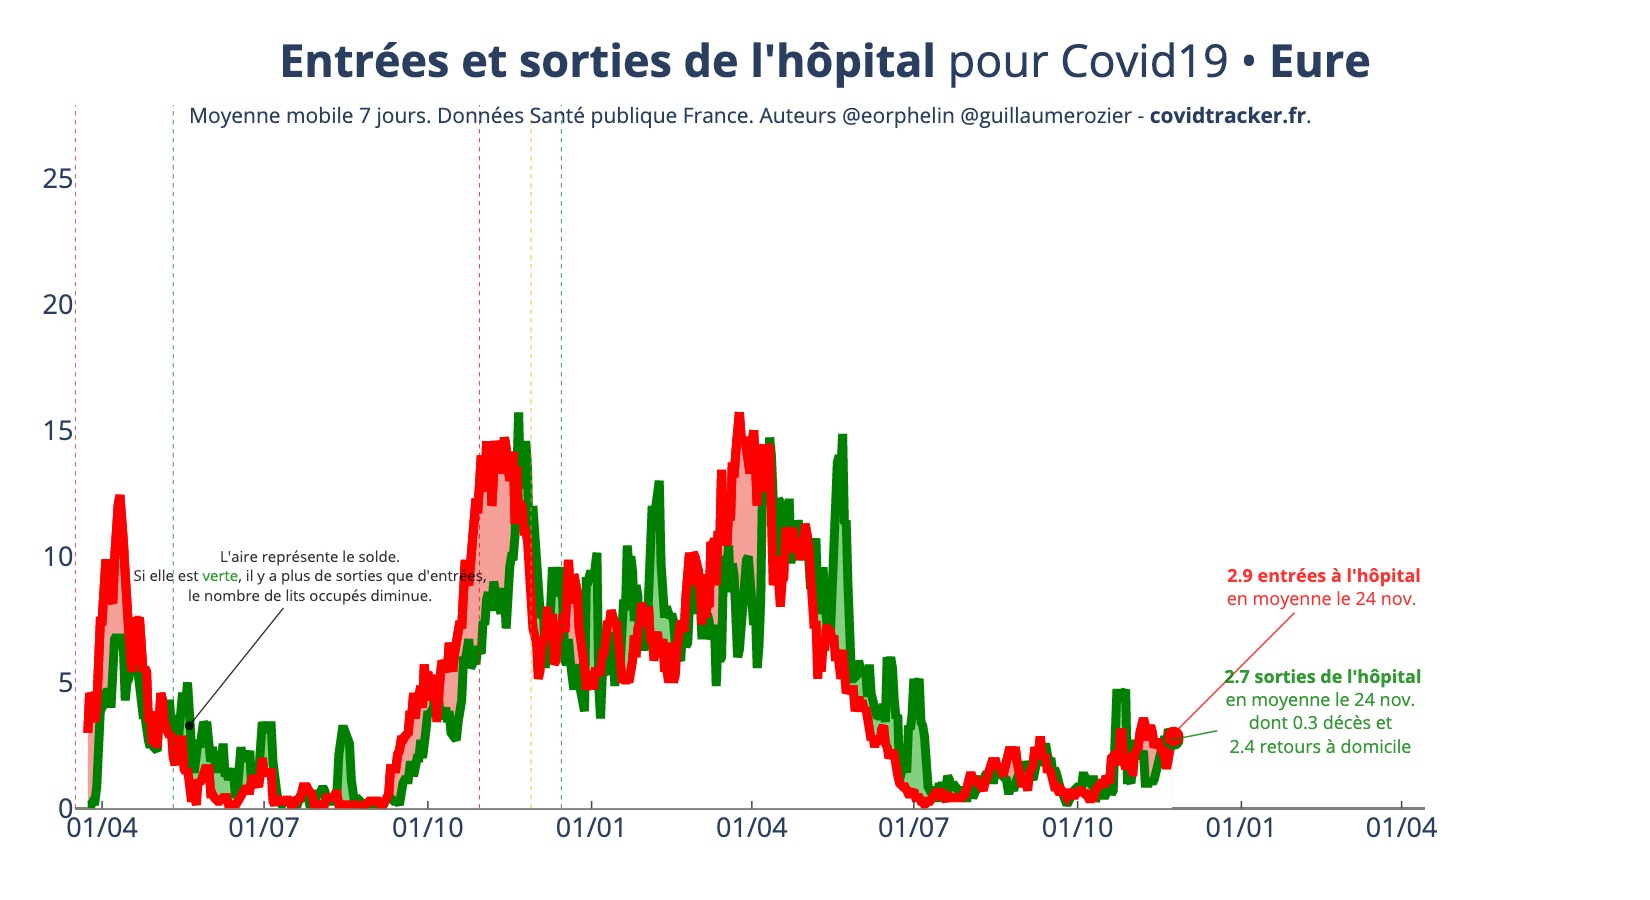 Entrées et sorties de l'hôpital pour Covid19 • Eure
Moyenne mobile 7 jours. Données Santé publique France. Auteurs @eorphelin @guillaumerozier - covidtracker.fr.
25
20
15
10
5
0
L'aire représente le solde.
Si elle est verte, il y a plus de sorties que d'entrées,
le nombre de lits occupés diminue.
2.9 entrées à l'hôpital
en moyenne le 24 nov.
2.7 sorties de l'hôpital
en moyenne le 24 nov.
dont 0.3 décès et
2.4 retours à domicile
01/04 01/07 01/10 01/01 01/04 01/07 01/10 01/01 01/04